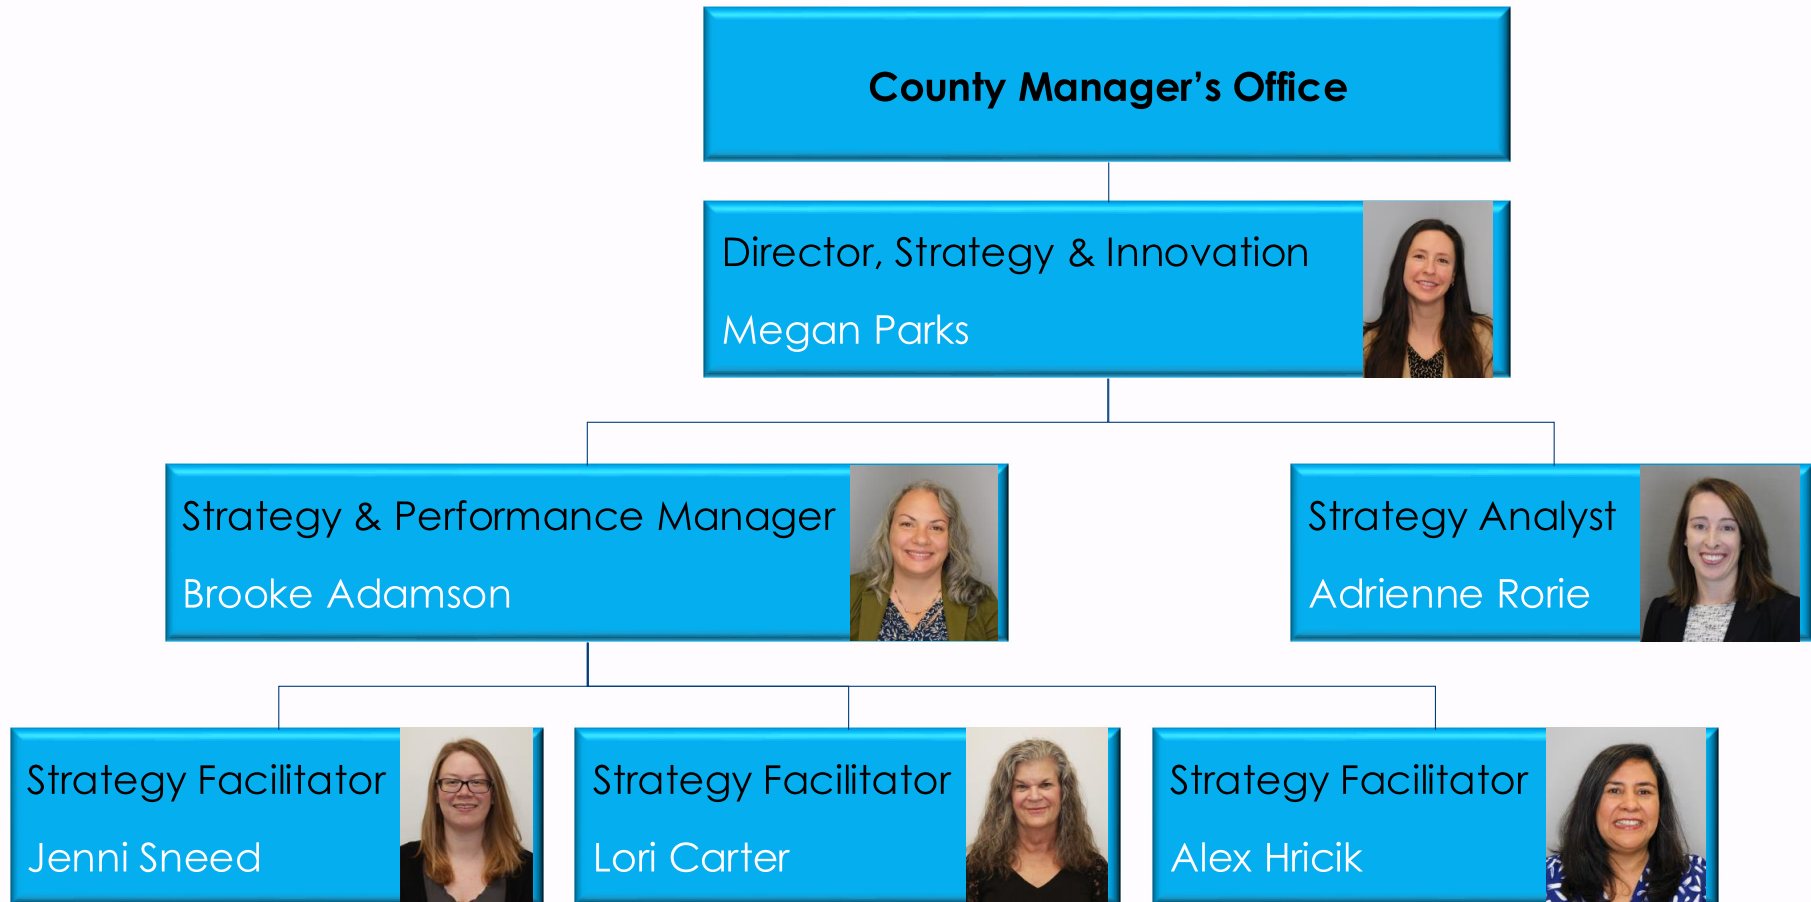 County Manager’s Office
Director, Strategy & Innovation
Megan Parks
Strategy & Performance Manager
Brooke Adamson
Strategy Analyst
Adrienne Rorie
Strategy Facilitator
Jenni Sneed
Strategy Facilitator
Lori Carter
Strategy Facilitator
Alex Hricik